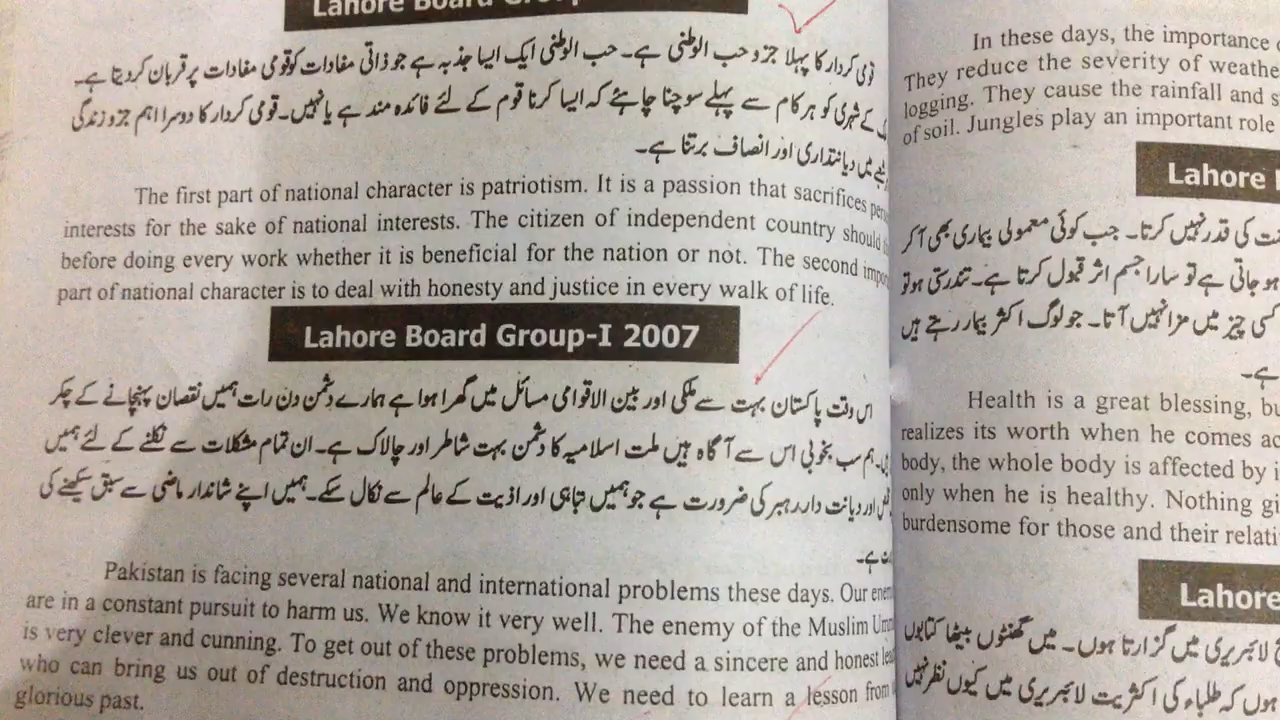 Lahore Board
قومی کردار کا پہلا جزو حب الوطنی ہے۔ حب الوطنی ایک ایسا جذبہ ہے جو ذاتی مفادات کو قومی مفادات پر قربان کر دیتا ہے۔
کے شہری کو ہر کام سے پہلے سوچنا چاہئے کہ ایسا کرنا قوم کے لئے فائدہ مند ہے یا نہیں۔ قومی کردار کا دوسرا اہم جزو زندگی
میں دیانتداری اور انصاف برتنا ہے۔
The first part of national character is patriotism. It is a passion that sacrifices
interests for the sake of national interests. The citizen of independent country should
before doing every work whether it is beneficial for the nation or not. The second
part of national character is to deal with honesty and justice in every walk of life.
Lahore Board Group-I 2007
اس وقت پاکستان بہت سے ملکی اور بین الاقوامی مسائل میں گھرا ہوا ہے ہمارے دشمن دن رات ہمیں نقصان پہنچانے کے چکر
ہم سب بخوبی اس سے آگاہ ہیں ملت اسلامیہ کا دشمن بہت شاطر اور چالاک ہے۔ ان تمام مشکلات سے نکلنے کے لئے ہمیں
اور دیانت دار رہبر کی ضرورت ہے جو ہمیں تباہی اور اذیت کے عالم سے نکال سکے۔ ہمیں اپنے شاندار ماضی سے سبق سیکھنے کی
ہے۔
Pakistan is facing several national and international problems these days. Our
are in a constant pursuit to harm us. We know it very well. The enemy of the Muslim
is very clever and cunning. To get out of these problems, we need a sincere and honest
who can bring us out of destruction and oppression. We need to learn a lesson from
glorious past.
In these days, the importance
They reduce the severity of
logging. They cause the rainfall and
of soil. Jungles play an important role
Lahore
کی قدر نہیں کرتا۔ جب کوئی معمولی بیماری بھی آ کر
ہو جاتی ہے تو سارا جسم اثر قبول کرتا ہے۔ تندرستی ہو تو
کسی چیز میں مزا نہیں آتا۔ جو لوگ اکثر بیمار رہتے ہیں
ہے۔
Health is a great blessing,
realizes its worth when he comes
body, the whole body is affected by
only when he is healthy. Nothing
burdensome for those and their
Lahore
لائبریری میں گزارتا ہوں۔ میں گھنٹوں بیٹھا کتابوں
ہوں کہ طلباء کی اکثریت لائبریری میں کیوں نظر نہیں